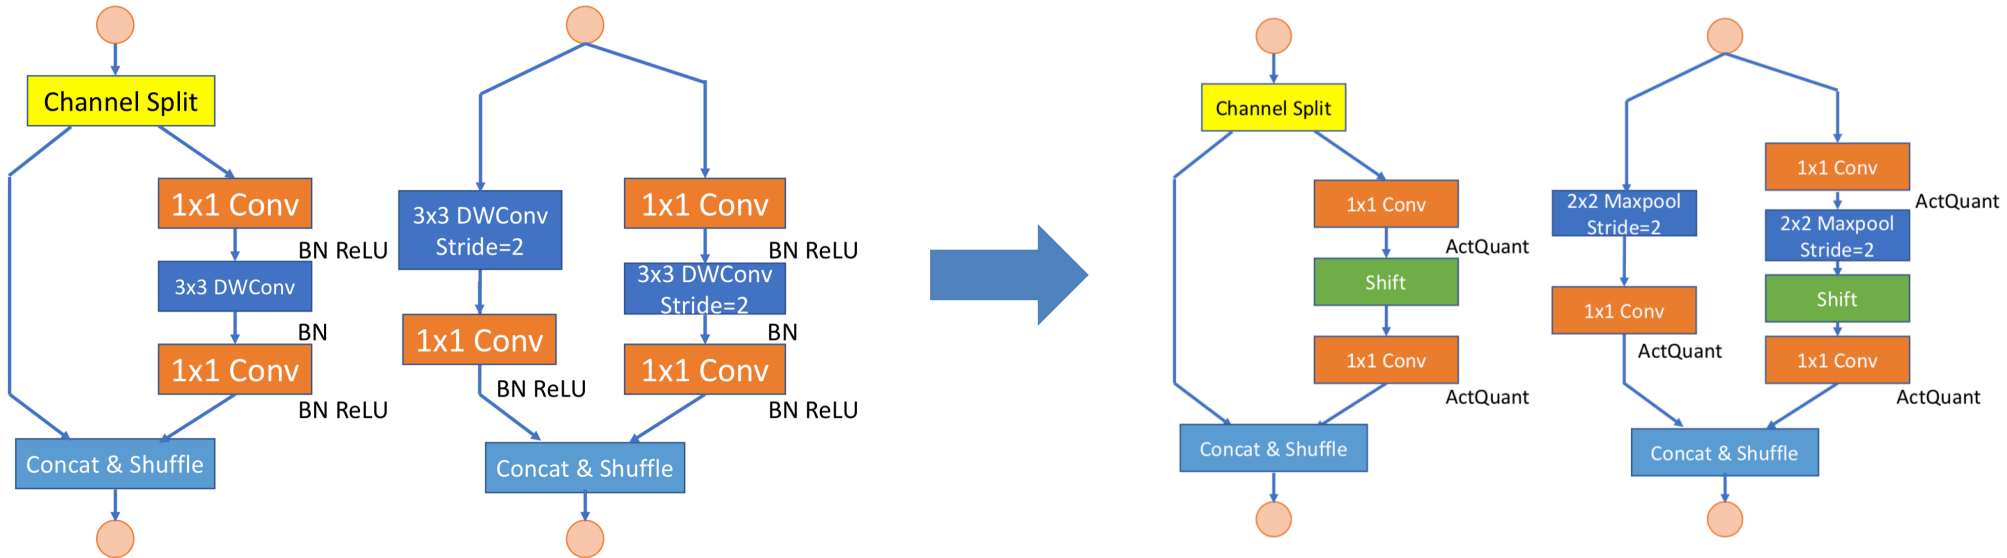 Channel Split
1x1 Conv
BN ReLU
3x3 DWConv
BN
1x1 Conv
BN ReLU
Concat & Shuffle
3x3 DWConv
Stride=2
1x1 Conv
BN ReLU
1x1 Conv
BN ReLU
3x3 DWConv
Stride=2
BN
1x1 Conv
BN ReLU
Concat & Shuffle
Channel Split
1x1 Conv
ActQuant
Shift
1x1 Conv
ActQuant
Concat & Shuffle
2x2 Maxpool
Stride=2
1x1 Conv
ActQuant
1x1 Conv
ActQuant
2x2 Maxpool
Stride=2
Shift
1x1 Conv
ActQuant
Concat & Shuffle